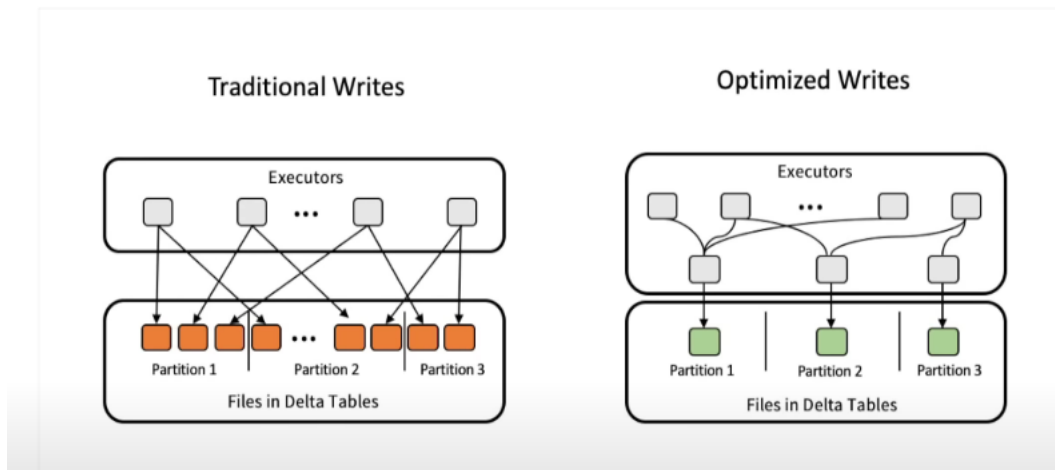 Traditional Writes
Executors
...
Partition 1
Partition 2
Partition 3
Files in Delta Tables
Optimized Writes
Executors
...
Partition 1
Partition 2
Partition 3
Files in Delta Tables